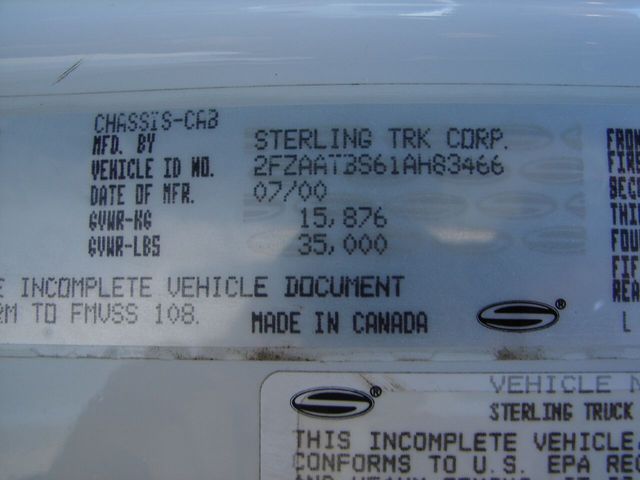 CHASSIS-CAB
MFD. BY STERLING TRK CORP.
VEHICLE ID NO. 2FZAATBS61AH83466
DATE OF MFR. 07/00
GVWR-KG 15,876
GVWR-LBS 35,000
INCOMPLETE VEHICLE DOCUMENT
TO FMVSS 108.
MADE IN CANADA
L
VEHICLE
STERLING TRUCK
THIS INCOMPLETE VEHICLE
CONFORMS TO U.S. EPA